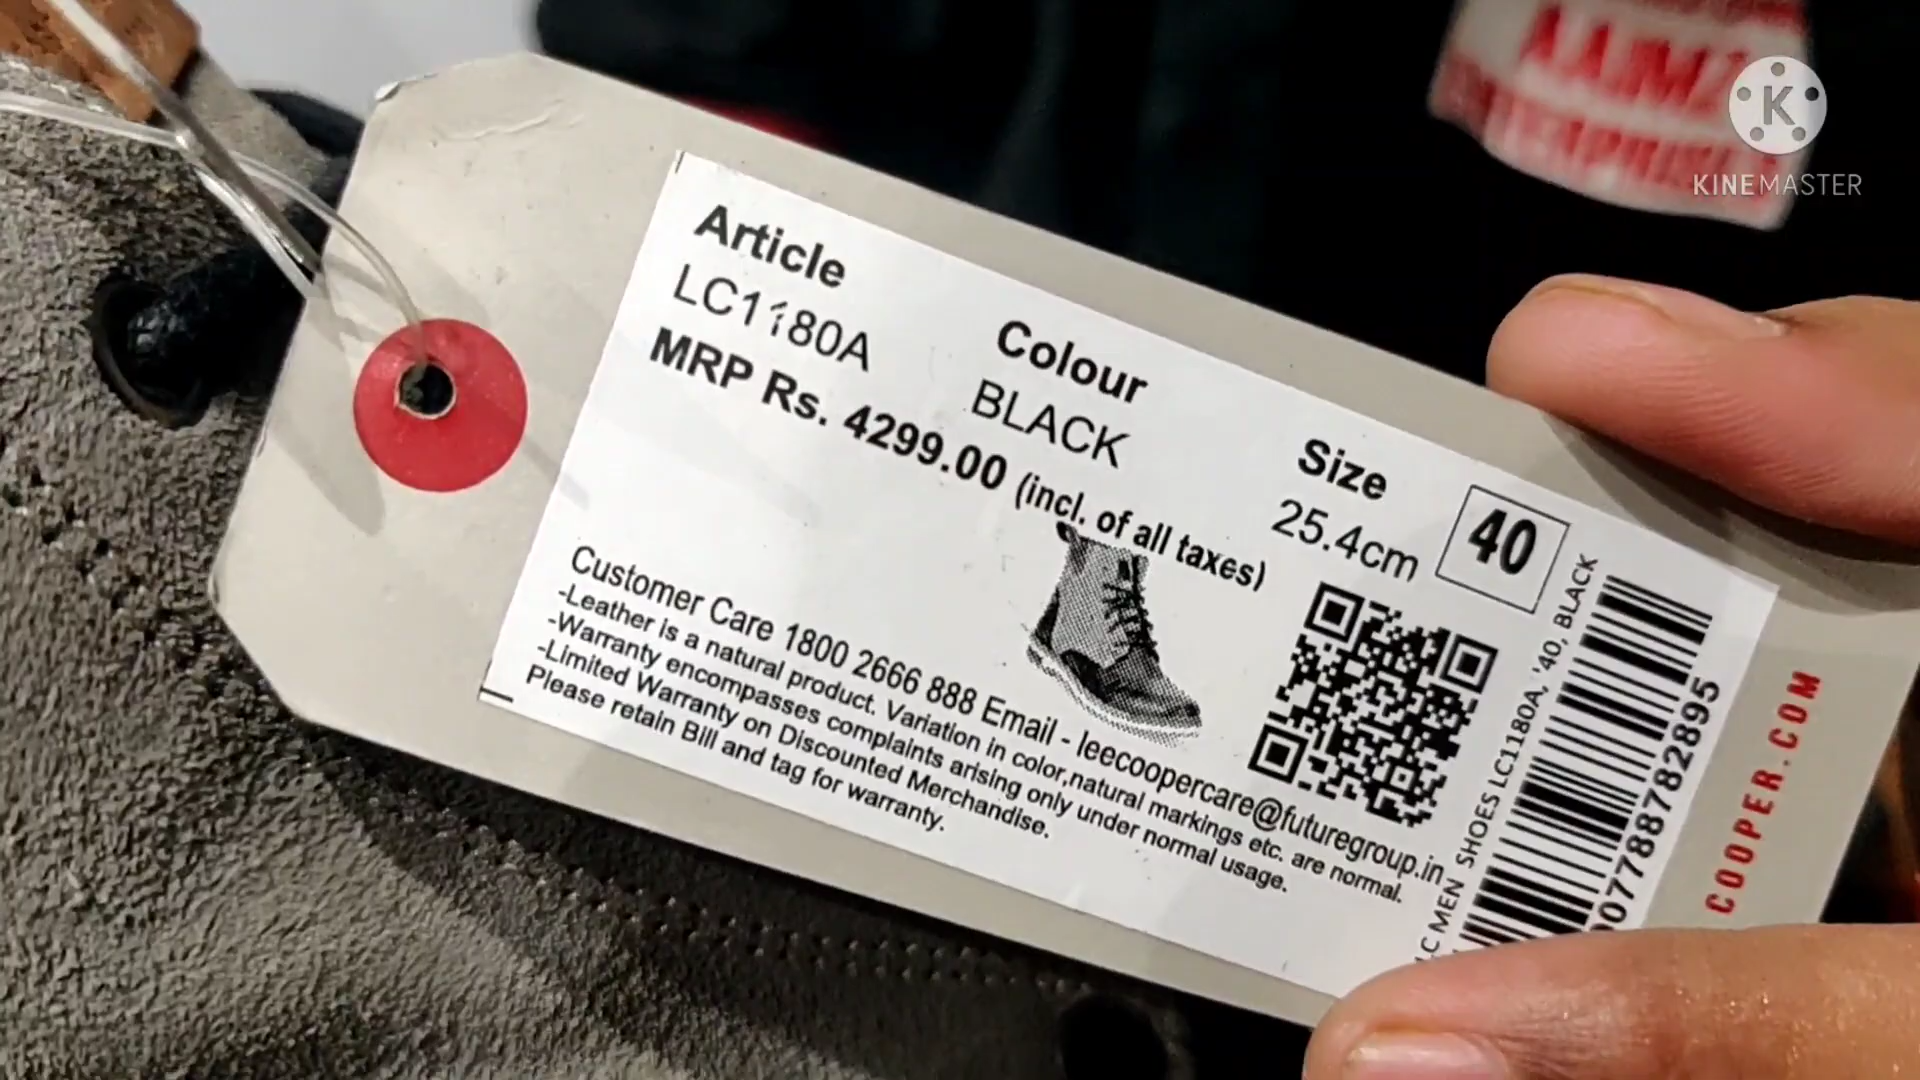 Article
LC1180A
Colour
BLACK
Size
25.4cm
40
MRP Rs. 4299.00 (incl. of all taxes)
Customer Care 1800 2666 888 Email - leecoopercare@futuregroup.in
-Leather is a natural product. Variation in color,natural markings etc. are normal.
-Warranty encompasses complaints arising only under normal usage.
-Limited Warranty on Discounted Merchandise.
Please retain Bill and tag for warranty.
LC MEN SHOES LC1180A, '40, BLACK
COOPER.COM
KINEMASTER